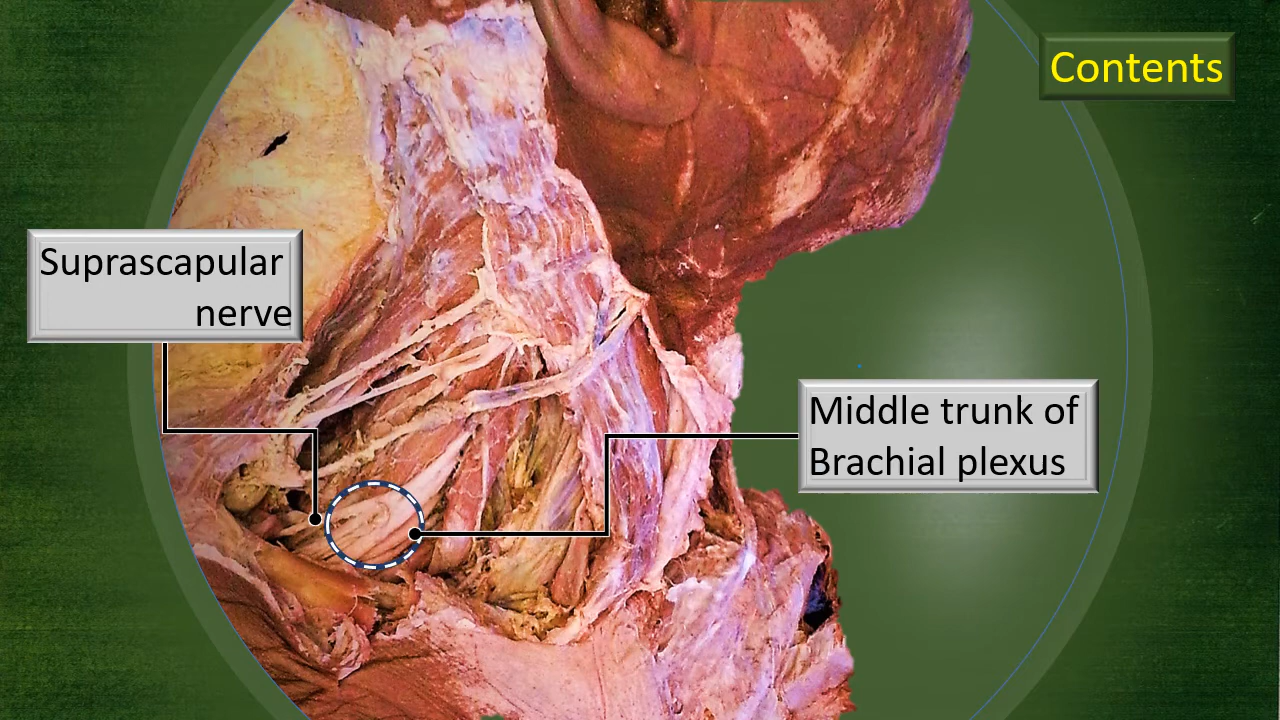 Contents
Suprascapular
nerve
Middle trunk of
Brachial plexus